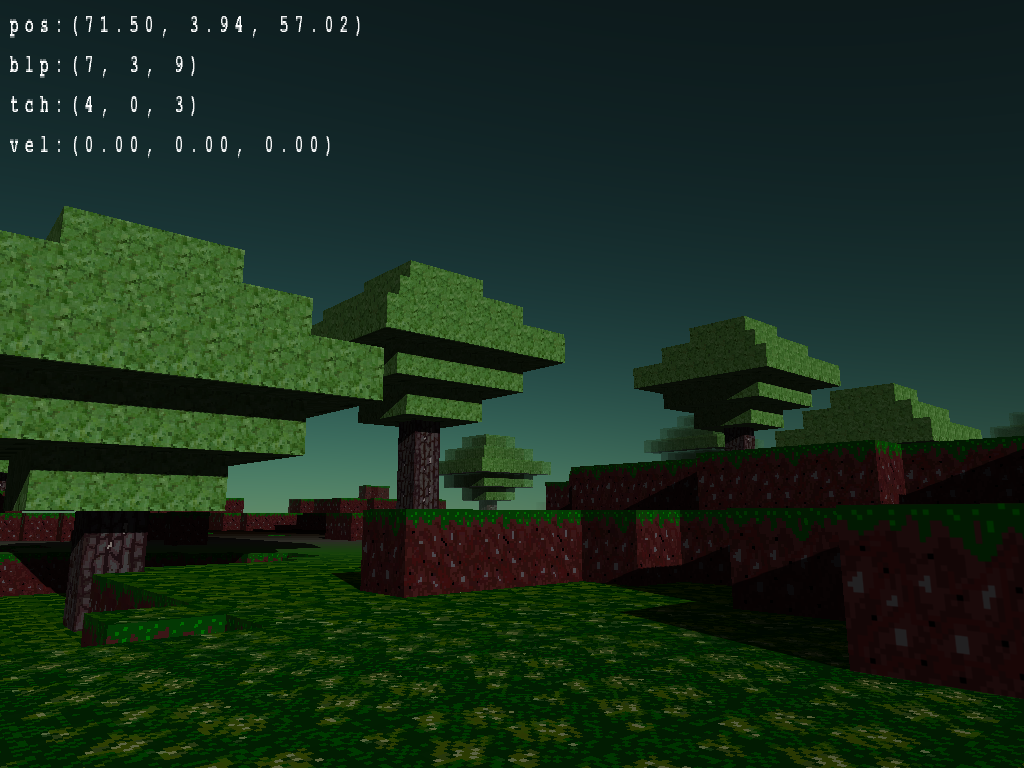 pos:(71.50, 3.94, 57.02)
blp:(7, 3, 9)
tch:(4, 0, 3)
vel:(0.00, 0.00, 0.00)